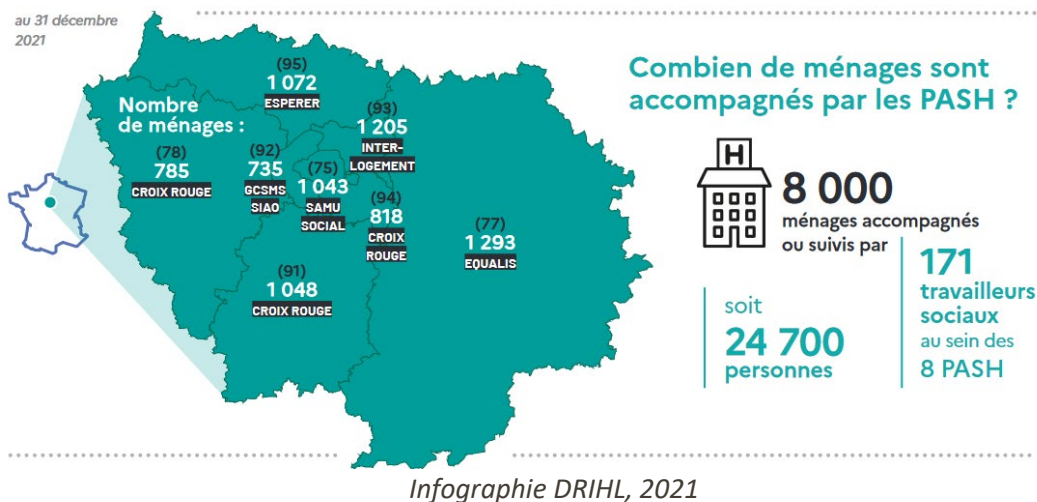 au 31 décembre
2021
Nombre
de ménages :
(95)
1 072
ESPERER
(93)
1 205
INTER-
LOGEMENT
(78)
785
CROIX ROUGE
(92)
735
GCSMS
SIAO
(75)
1 043
SAMU
SOCIAL
(94)
818
CROIX
ROUGE
(77)
1 293
EQUALIS
(91)
1 048
CROIX ROUGE
Combien de ménages sont
accompagnés par les PASH ?
H
8 000
ménages accompagnés
ou suivis par
171
travailleurs
sociaux
au sein des
8 PASH
soit
24 700
personnes
Infographie DRIHL, 2021